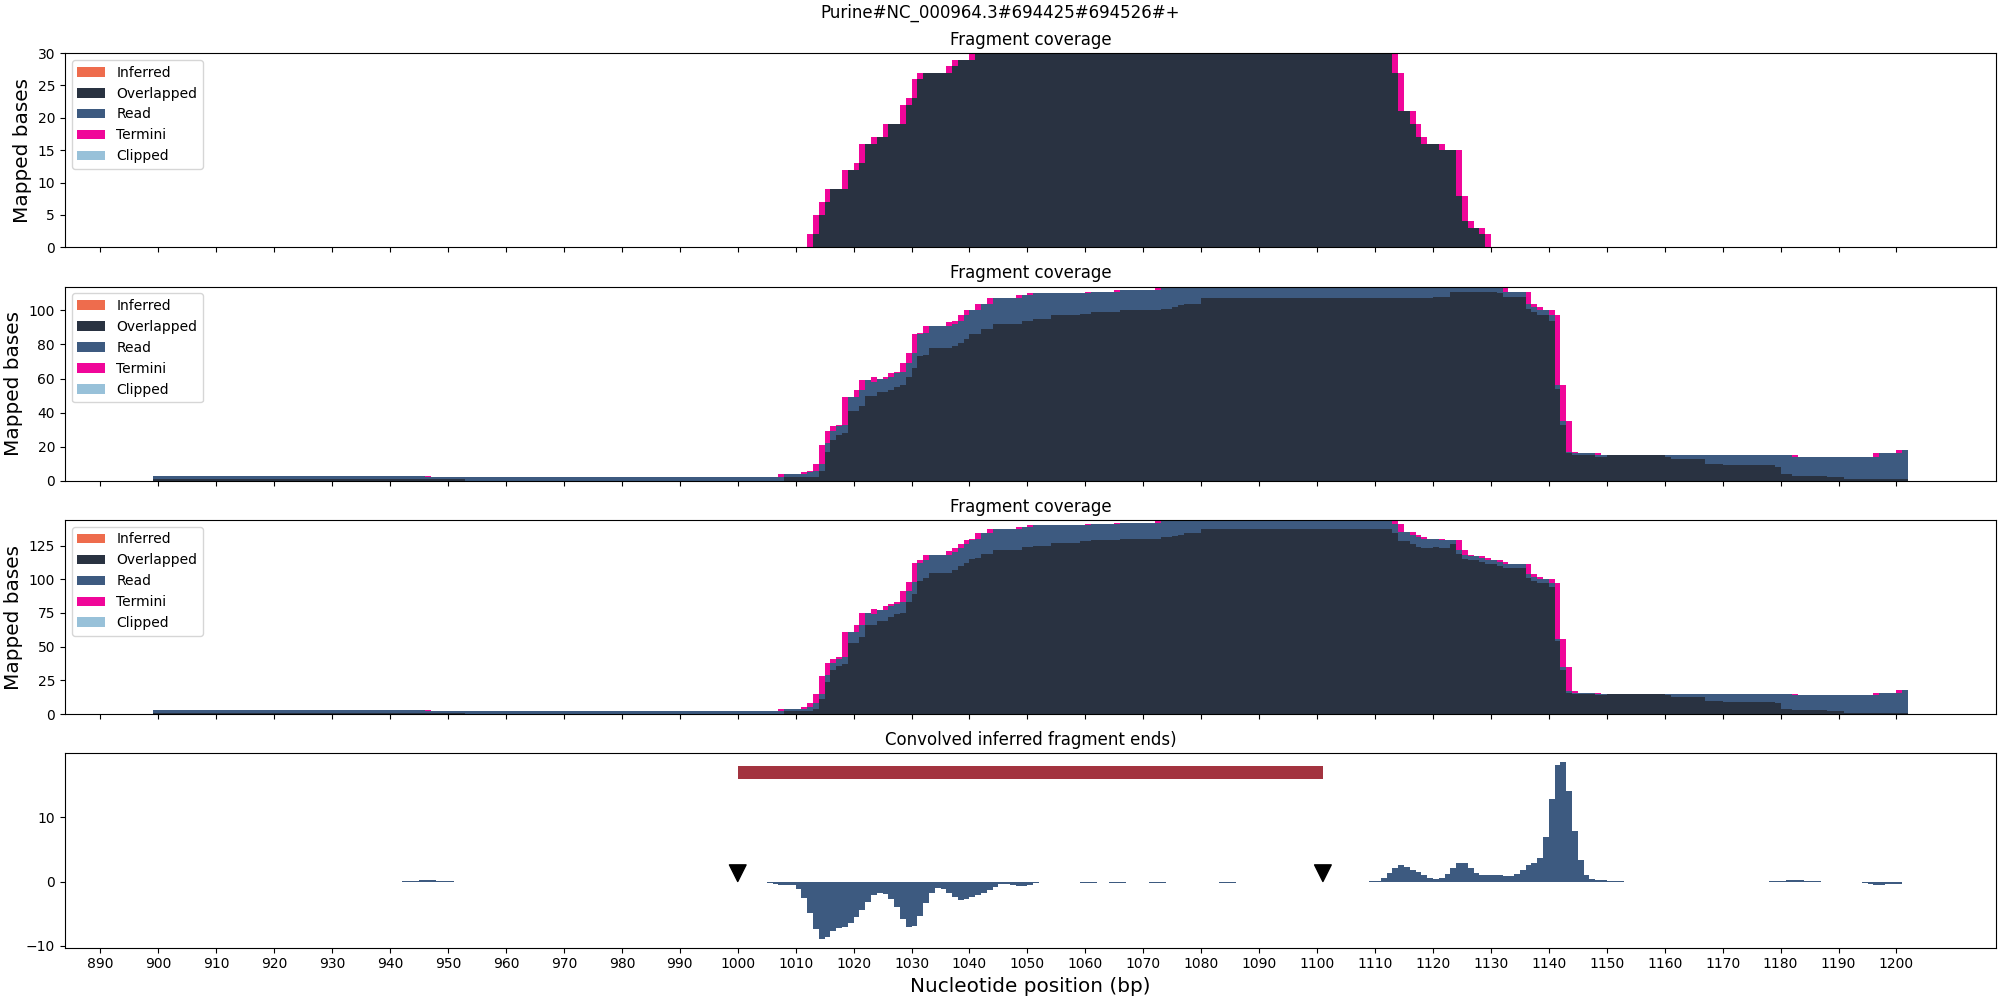 Purine#NC_000964.3#694425#694526#+
Fragment coverage
Mapped bases
30
25
20
15
10
5
0
Inferred
Overlapped
Read
Termini
Clipped
Fragment coverage
Mapped bases
100
80
60
40
20
0
Inferred
Overlapped
Read
Termini
Clipped
Fragment coverage
Mapped bases
125
100
75
50
25
0
Inferred
Overlapped
Read
Termini
Clipped
Convolved inferred fragment ends)
10
0
−10
890 900 910 920 930 940 950 960 970 980 990 1000 1010 1020 1030 1040 1050 1060 1070 1080 1090 1100 1110 1120 1130 1140 1150 1160 1170 1180 1190 1200
Nucleotide position (bp)